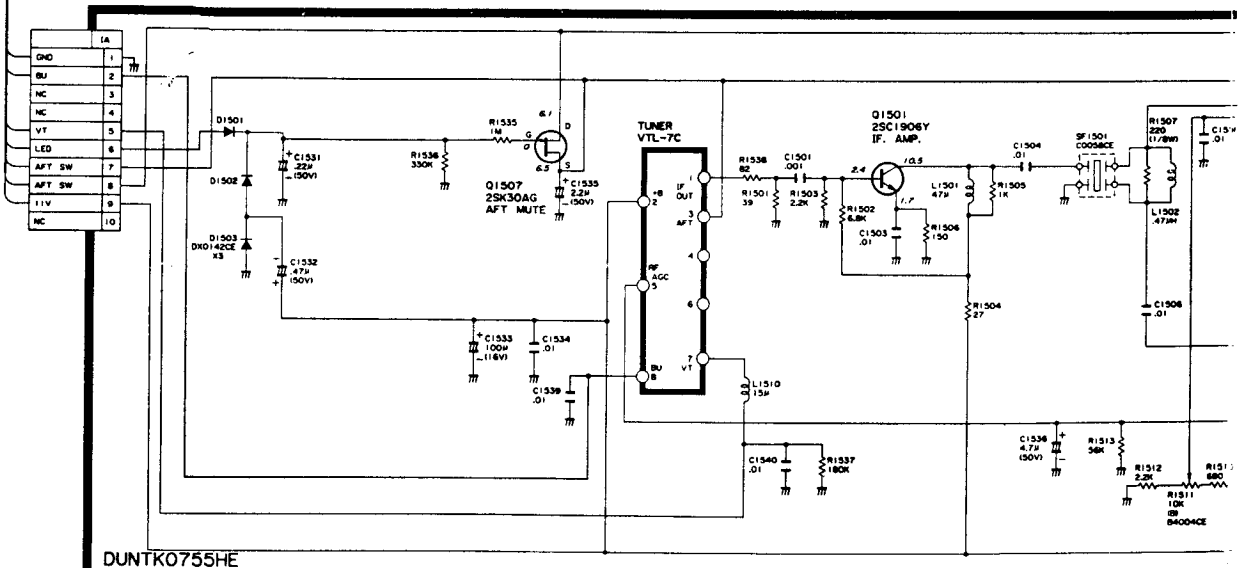 IA
GND 1
BU 2
NC 3
NC 4
VT 5
LED 6
AFT SW 7
AFT SW 8
11V 9
NC 10
D1501
D1502
D1503
DX0142CE
X3
+
C1531
.22μ
(50V)
-
-
C1532
.47μ
+
(50V)
R1536
330K
R1535
1M
G
0
6.1
D
6.5
S
Q1507
2SK30AG
AFT MUTE
+
C1535
2.2μ
-
(50V)
+
C1533
100μ
-
(16V)
C1534
.01
C1539
.01
TUNER
VTL-7C
1
IF
OUT
+B
2
3
AFT
4
RF
AGC
5
6
7
VT
BU
8
L1510
15μ
C1540
.01
R1537
180K
R1538
82
R1501
39
C1501
.001
R1503
2.2K
Q1501
2SC1906Y
IF. AMP.
2.4
10.5
1.7
R1502
6.8K
C1503
.01
R1506
150
L1501
47μ
R1505
1K
C1504
.01
R1504
27
SF1501
C0058CE
R1507
220
(1/8W)
L1502
.47μH
C1506
.01
.01
C1536
4.7μ
(50V)
+
-
R1513
56K
R1512
2.2K
R1511
10K
(B)
B4004CE
680
DUNTK0755HE